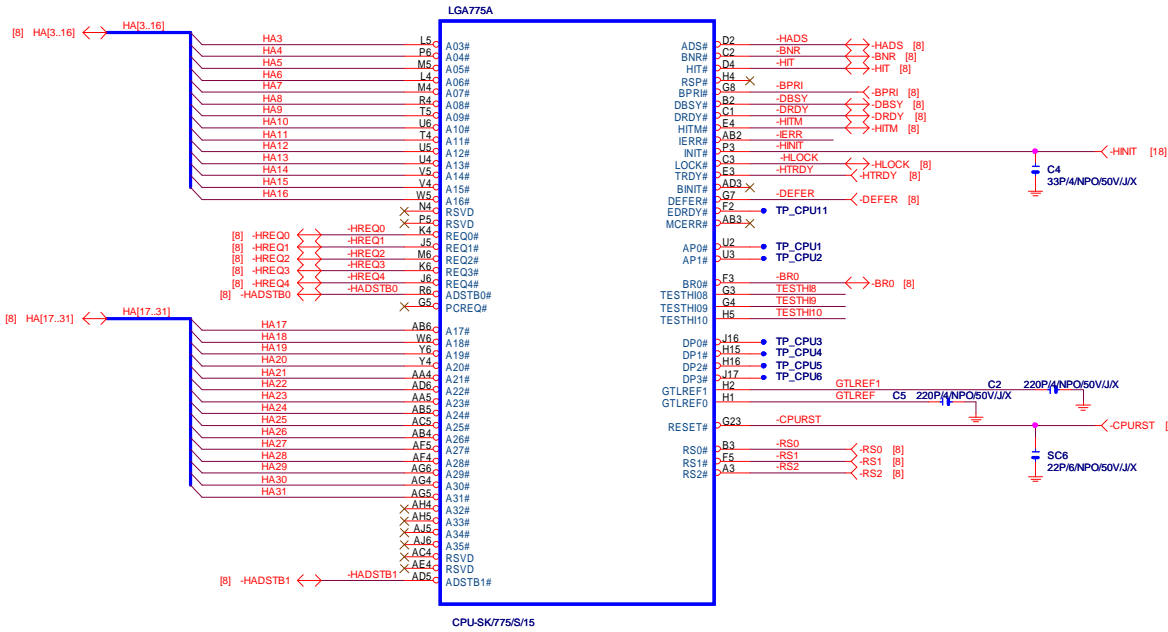 LGA775A
[8] HA[3..16] HA[3..16]
HA3 L5 A03#
HA4 P6 A04#
HA5 M5 A05#
HA6 L4 A06#
HA7 M4 A07#
HA8 R4 A08#
HA9 T5 A09#
HA10 U6 A10#
HA11 T4 A11#
HA12 U5 A12#
HA13 U4 A13#
HA14 V5 A14#
HA15 V4 A15#
HA16 W5 A16#
N4 RSVD
P5 RSVD
[8] -HREQ0 -HREQ0 K4 REQ0#
[8] -HREQ1 -HREQ1 J5 REQ1#
[8] -HREQ2 -HREQ2 M6 REQ2#
[8] -HREQ3 -HREQ3 K6 REQ3#
[8] -HREQ4 -HREQ4 J6 REQ4#
[8] -HADSTB0 -HADSTB0 R6 ADSTB0#
G5 PCREQ#
[8] HA[17..31] HA[17..31]
HA17 AB6 A17#
HA18 W6 A18#
HA19 Y6 A19#
HA20 Y4 A20#
HA21 AA4 A21#
HA22 AD6 A22#
HA23 AA5 A23#
HA24 AB5 A24#
HA25 AC5 A25#
HA26 AB4 A26#
HA27 AF5 A27#
HA28 AF4 A28#
HA29 AG6 A29#
HA30 AG4 A30#
HA31 AG5 A31#
AH4 A32#
AH5 A33#
AJ5 A34#
AJ6 A35#
AC4 RSVD
AE4 RSVD
[8] -HADSTB1 -HADSTB1 AD5 ADSTB1#
ADS# D2 -HADS -HADS [8]
BNR# C2 -BNR -BNR [8]
HIT# D4 -HIT -HIT [8]
RSP# H4
BPRI# G8 -BPRI -BPRI [8]
DBSY# B2 -DBSY -DBSY [8]
DRDY# C1 -DRDY -DRDY [8]
HITM# E4 -HITM -HITM [8]
IERR# AB2 -IERR
INIT# P3 -HINIT -HINIT [18]
LOCK# C3 -HLOCK -HLOCK [8]
TRDY# E3 -HTRDY -HTRDY [8]
C4
33P/4/NPO/50V/J/X
BINIT# AD3
DEFER# G7 -DEFER -DEFER [8]
EDRDY# F2 TP_CPU11
MCERR# AB3
AP0# U2 TP_CPU1
AP1# U3 TP_CPU2
BR0# F3 -BR0 -BR0 [8]
TESTHI08 G3 TESTHI8
TESTHI09 G4 TESTHI9
TESTHI10 H5 TESTHI10
DP0# J16 TP_CPU3
DP1# H15 TP_CPU4
DP2# H16 TP_CPU5
DP3# J17 TP_CPU6
GTLREF1 H2 GTLREF1 C2 220P/4/NPO/50V/J/X
GTLREF0 H1 GTLREF C5 220P/4/NPO/50V/J/X
RESET# G23 -CPURST -CPURST [
RS0# B3 -RS0 -RS0 [8]
RS1# F5 -RS1 -RS1 [8]
RS2# A3 -RS2 -RS2 [8]
SC6
22P/6/NPO/50V/J/X
CPU-SK/775/S/15